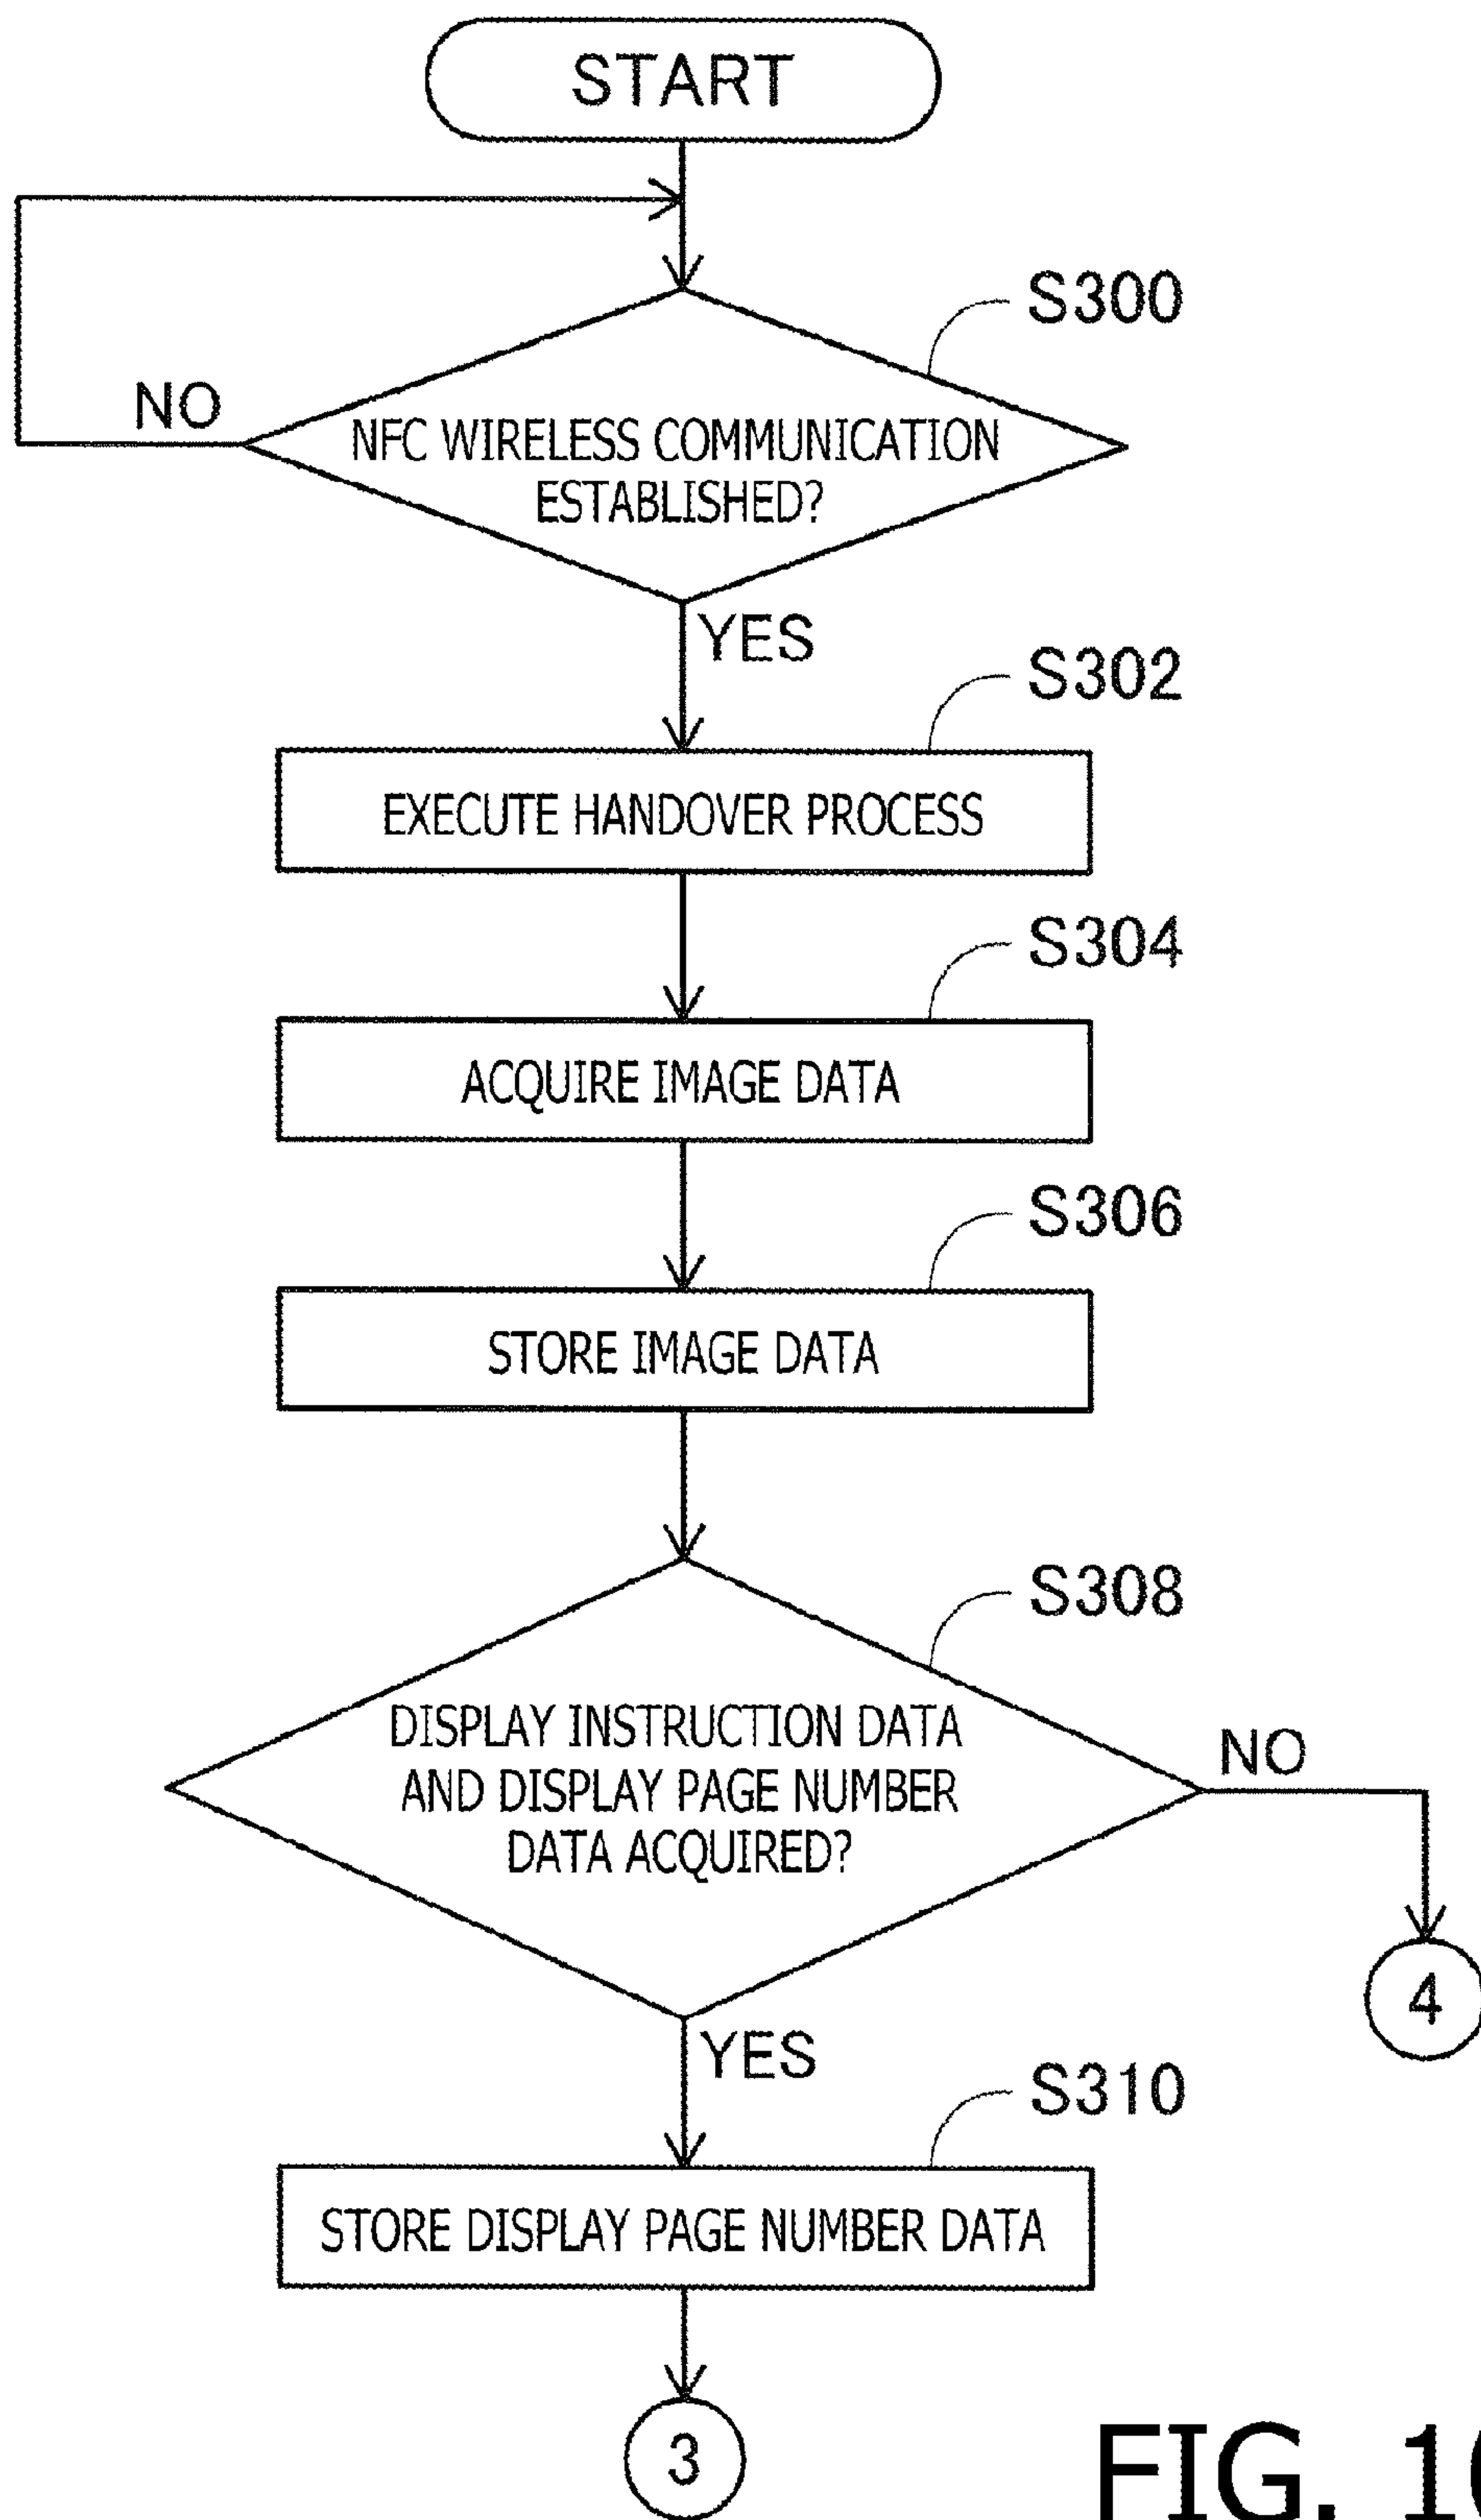 START
S300
NO
NFC WIRELESS COMMUNICATION
ESTABLISHED?
YES
S302
EXECUTE HANDOVER PROCESS
S304
ACQUIRE IMAGE DATA
S306
STORE IMAGE DATA
S308
DISPLAY INSTRUCTION DATA
AND DISPLAY PAGE NUMBER
DATA ACQUIRED?
NO
4
YES
S310
STORE DISPLAY PAGE NUMBER DATA
3
FIG.